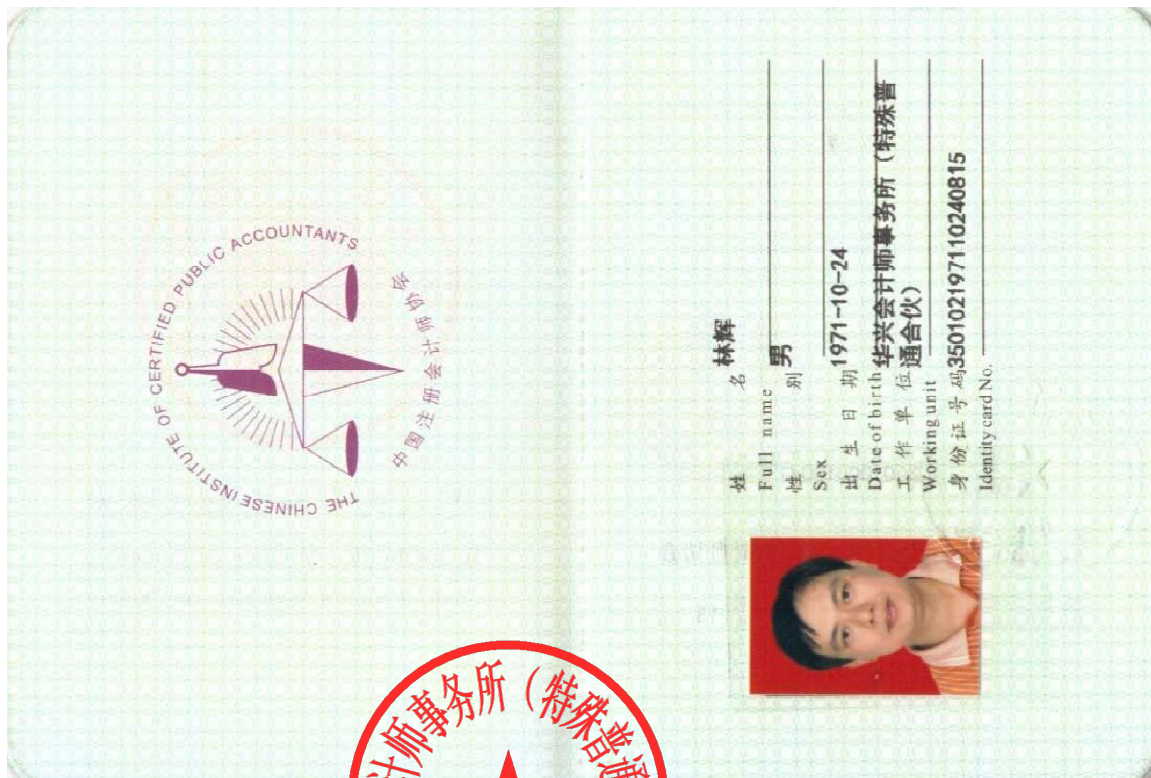 THE CHINESE INSTITUTE OF CERTIFIED PUBLIC ACCOUNTANTS
中国注册会计师协会
姓 名 林辉
Full name
性 别 男
Sex
出 生 日 期 1971-10-24
Date of birth
工 作 单 位 华兴会计师事务所（特殊普
通合伙）
Working unit
身 份 证 号 码 350102197110240815
Identity card No.
计师事务所（特殊普通